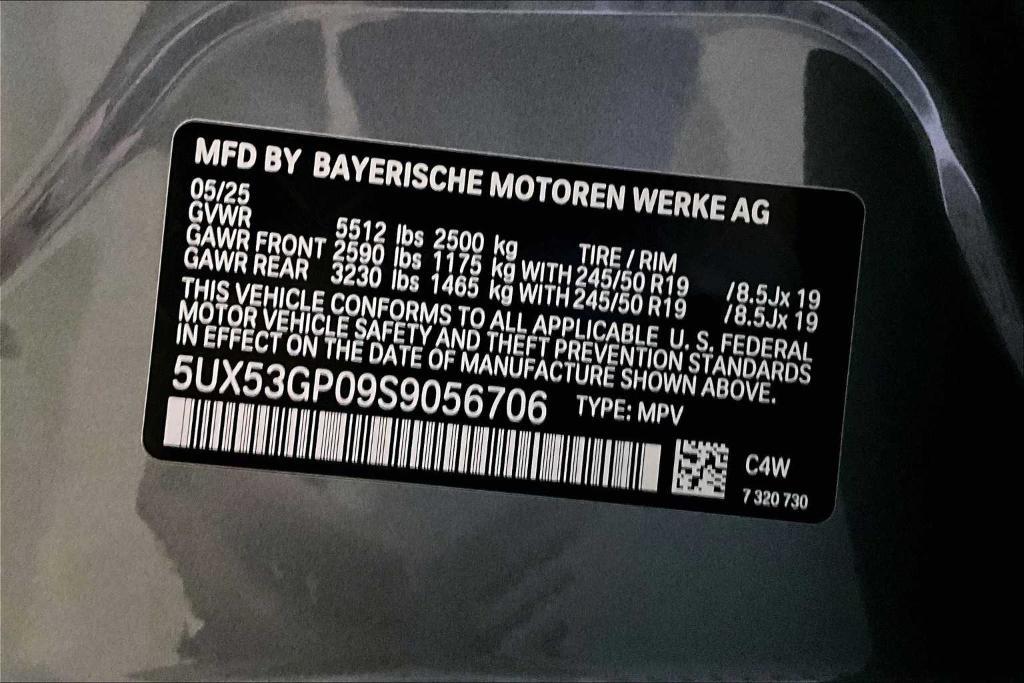 MFD BY BAYERISCHE MOTOREN WERKE AG
05/25
GVWR 5512 lbs 2500 kg TIRE / RIM
GAWR FRONT 2590 lbs 1175 kg WITH 245/50 R19 /8.5Jx 19
GAWR REAR 3230 lbs 1465 kg WITH 245/50 R19 /8.5Jx 19
THIS VEHICLE CONFORMS TO ALL APPLICABLE U. S. FEDERAL
MOTOR VEHICLE SAFETY AND THEFT PREVENTION STANDARDS
IN EFFECT ON THE DATE OF MANUFACTURE SHOWN ABOVE.
5UX53GP09S9056706 TYPE: MPV
C4W
7 320 730